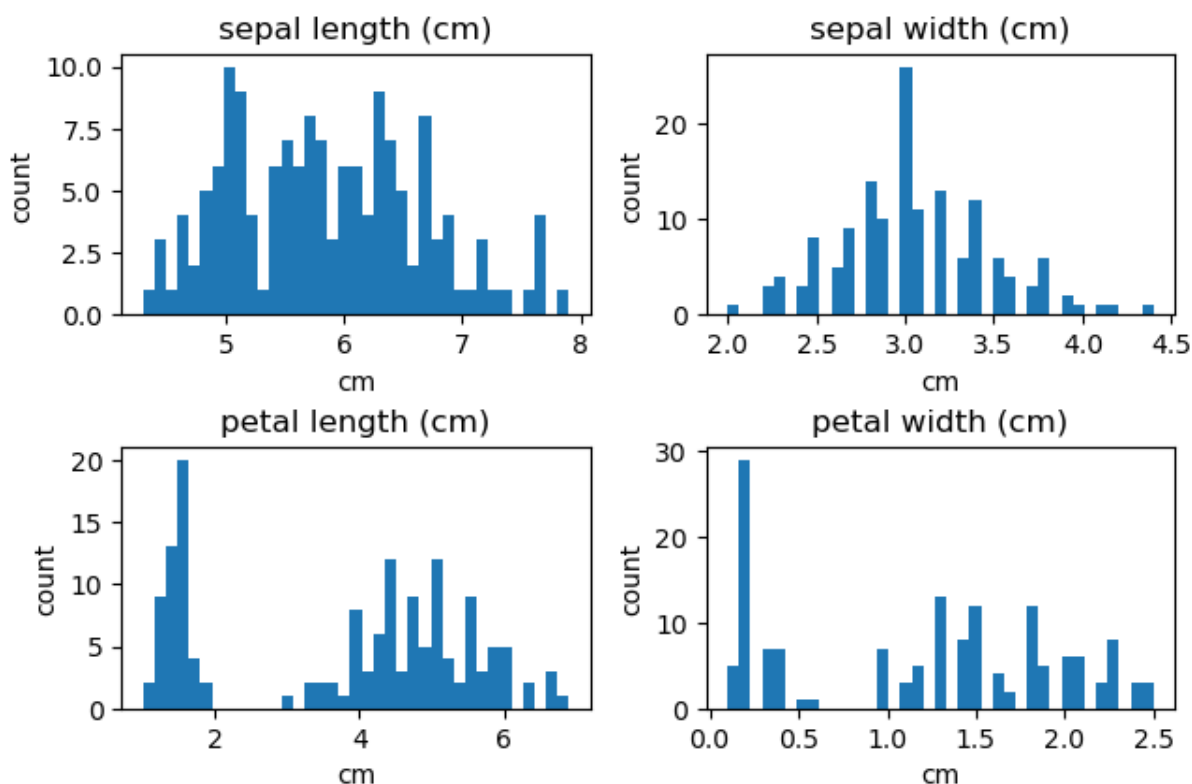 sepal length (cm)
10.0
7.5
5.0
2.5
0.0
count
5 6 7 8
cm
sepal width (cm)
20
10
0
count
2.0 2.5 3.0 3.5 4.0 4.5
cm
petal length (cm)
20
15
10
5
0
count
2 4 6
cm
petal width (cm)
30
20
10
0
count
0.0 0.5 1.0 1.5 2.0 2.5
cm